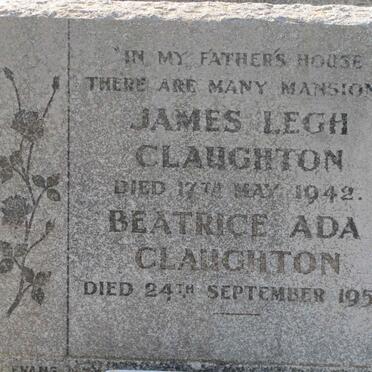 "IN MY FATHER'S HOUSE
THERE ARE MANY MANSION
JAMES LEGH
CLAUGHTON
DIED 17TH MAY 1942.
BEATRICE ADA
CLAUGHTON
DIED 24TH SEPTEMBER 195
EVANS